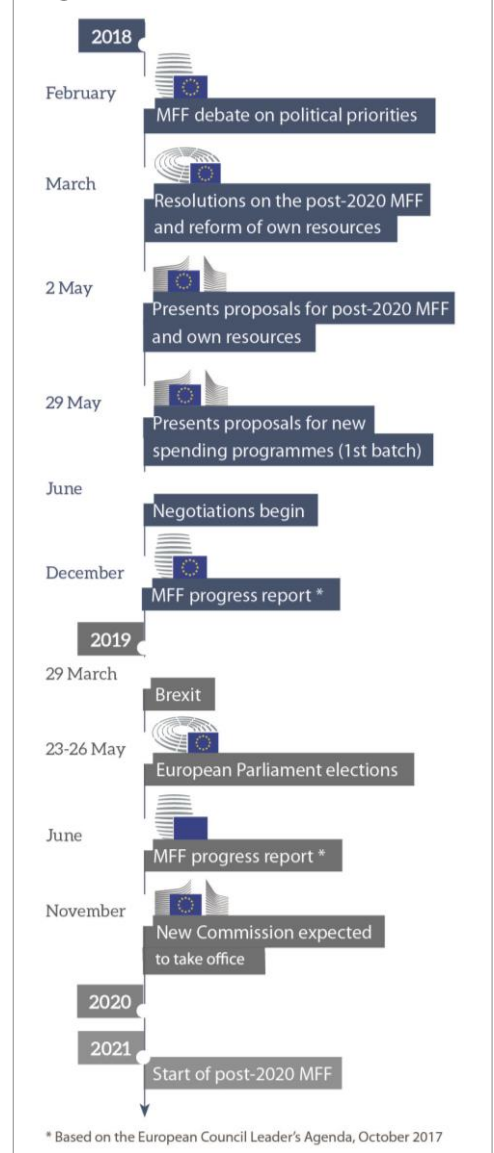 2018
February
MFF debate on political priorities
March
Resolutions on the post-2020 MFF
and reform of own resources
2 May
Presents proposals for post-2020 MFF
and own resources
29 May
Presents proposals for new
spending programmes (1st batch)
June
Negotiations begin
December
MFF progress report *
2019
29 March
Brexit
23-26 May
European Parliament elections
June
MFF progress report *
November
New Commission expected
to take office
2020
2021
Start of post-2020 MFF
* Based on the European Council Leader's Agenda, October 2017